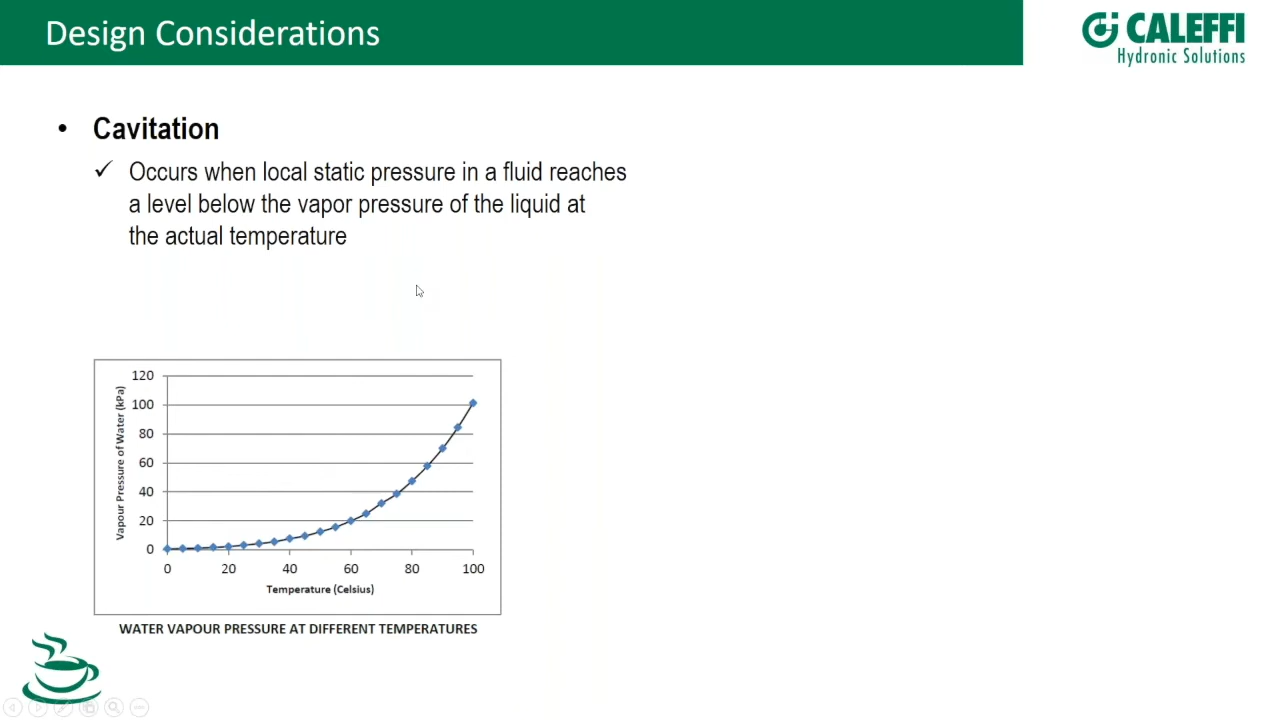 Design Considerations
CALEFFI
Hydronic Solutions
• Cavitation
✓ Occurs when local static pressure in a fluid reaches
a level below the vapor pressure of the liquid at
the actual temperature
Vapour Pressure of Water (kPa)
120
100
80
60
40
20
0
0 20 40 60 80 100
Temperature (Celsius)
WATER VAPOUR PRESSURE AT DIFFERENT TEMPERATURES